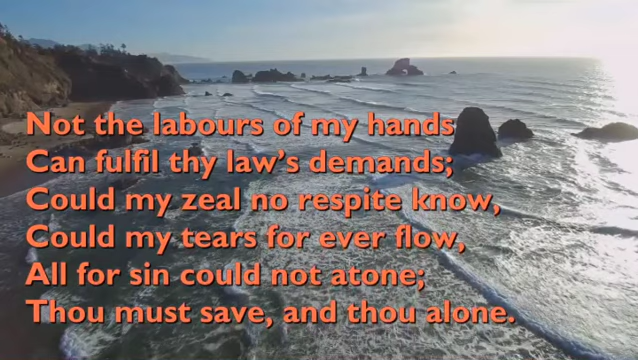 Not the labours of my hands
Can fulfil thy law's demands;
Could my zeal no respite know,
Could my tears for ever flow,
All for sin could not atone;
Thou must save, and thou alone.